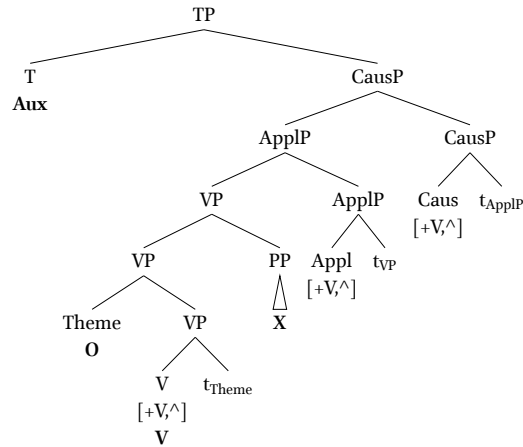 TP
T CausP
Aux
ApplP CausP
VP ApplP Caus t_ApplP
[+V,^]
VP PP Appl t_VP
[+V,^]
Theme VP X
O
V t_Theme
[+V,^]
V